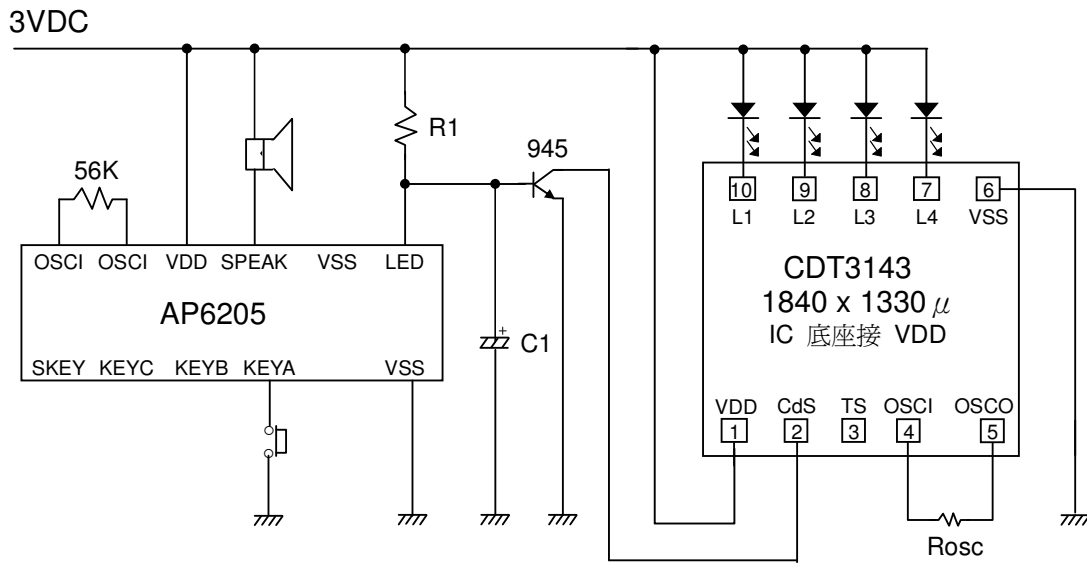 3VDC
R1
945
56K
10 9 8 7 6
L1 L2 L3 L4 VSS
OSCI OSCI VDD SPEAK VSS LED
CDT3143
1840 x 1330 μ
IC 底座接 VDD
AP6205
C1
SKEY KEYC KEYB KEYA VSS
VDD CdS TS OSCI OSCO
1 2 3 4 5
+
Rosc